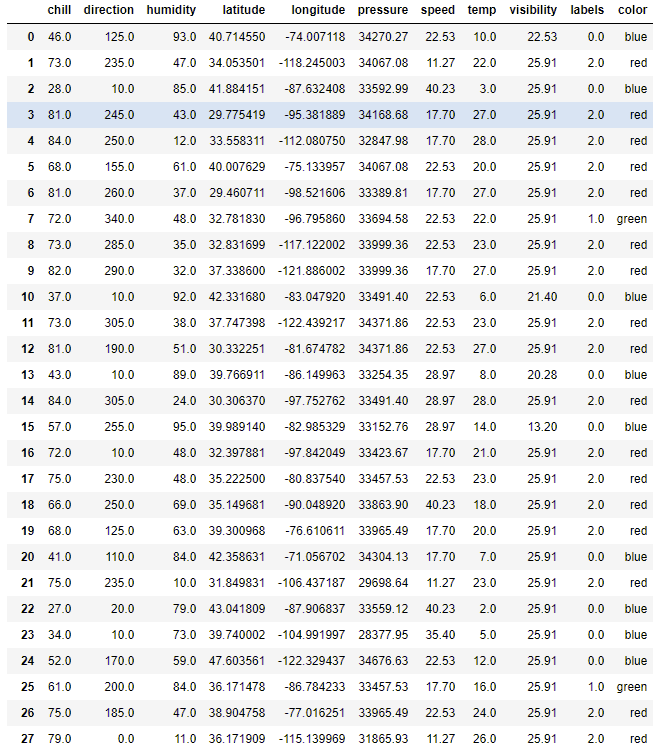 chill direction humidity latitude longitude pressure speed temp visibility labels color
0 46.0 125.0 93.0 40.714550 -74.007118 34270.27 22.53 10.0 22.53 0.0 blue
1 73.0 235.0 47.0 34.053501 -118.245003 34067.08 11.27 22.0 25.91 2.0 red
2 28.0 10.0 85.0 41.884151 -87.632408 33592.99 40.23 3.0 25.91 0.0 blue
3 81.0 245.0 43.0 29.775419 -95.381889 34168.68 17.70 27.0 25.91 2.0 red
4 84.0 250.0 12.0 33.558311 -112.080750 32847.98 17.70 28.0 25.91 2.0 red
5 68.0 155.0 61.0 40.007629 -75.133957 34067.08 22.53 20.0 25.91 2.0 red
6 81.0 260.0 37.0 29.460711 -98.521606 33389.81 17.70 27.0 25.91 2.0 red
7 72.0 340.0 48.0 32.781830 -96.795860 33694.58 22.53 22.0 25.91 1.0 green
8 73.0 285.0 35.0 32.831699 -117.122002 33999.36 22.53 23.0 25.91 2.0 red
9 82.0 290.0 32.0 37.338600 -121.886002 33999.36 17.70 27.0 25.91 2.0 red
10 37.0 10.0 92.0 42.331680 -83.047920 33491.40 22.53 6.0 21.40 0.0 blue
11 73.0 305.0 38.0 37.747398 -122.439217 34371.86 22.53 23.0 25.91 2.0 red
12 81.0 190.0 51.0 30.332251 -81.674782 34371.86 22.53 27.0 25.91 2.0 red
13 43.0 10.0 89.0 39.766911 -86.149963 33254.35 28.97 8.0 20.28 0.0 blue
14 84.0 305.0 24.0 30.306370 -97.752762 33491.40 28.97 28.0 25.91 2.0 red
15 57.0 255.0 95.0 39.989140 -82.985329 33152.76 28.97 14.0 13.20 0.0 blue
16 72.0 10.0 48.0 32.397881 -97.842049 33423.67 17.70 21.0 25.91 2.0 red
17 75.0 230.0 48.0 35.222500 -80.837540 33457.53 22.53 23.0 25.91 2.0 red
18 66.0 250.0 69.0 35.149681 -90.048920 33863.90 40.23 18.0 25.91 2.0 red
19 68.0 125.0 63.0 39.300968 -76.610611 33965.49 17.70 20.0 25.91 2.0 red
20 41.0 110.0 84.0 42.358631 -71.056702 34304.13 17.70 7.0 25.91 0.0 blue
21 75.0 235.0 10.0 31.849831 -106.437187 29698.64 11.27 23.0 25.91 2.0 red
22 27.0 20.0 79.0 43.041809 -87.906837 33559.12 40.23 2.0 25.91 0.0 blue
23 34.0 10.0 73.0 39.740002 -104.991997 28377.95 35.40 5.0 25.91 0.0 blue
24 52.0 170.0 59.0 47.603561 -122.329437 34676.63 22.53 12.0 25.91 0.0 blue
25 61.0 200.0 84.0 36.171478 -86.784233 33457.53 17.70 16.0 25.91 1.0 green
26 75.0 185.0 47.0 38.904758 -77.016251 33965.49 22.53 24.0 25.91 2.0 red
27 79.0 0.0 11.0 36.171909 -115.139969 31865.93 11.27 26.0 25.91 2.0 red